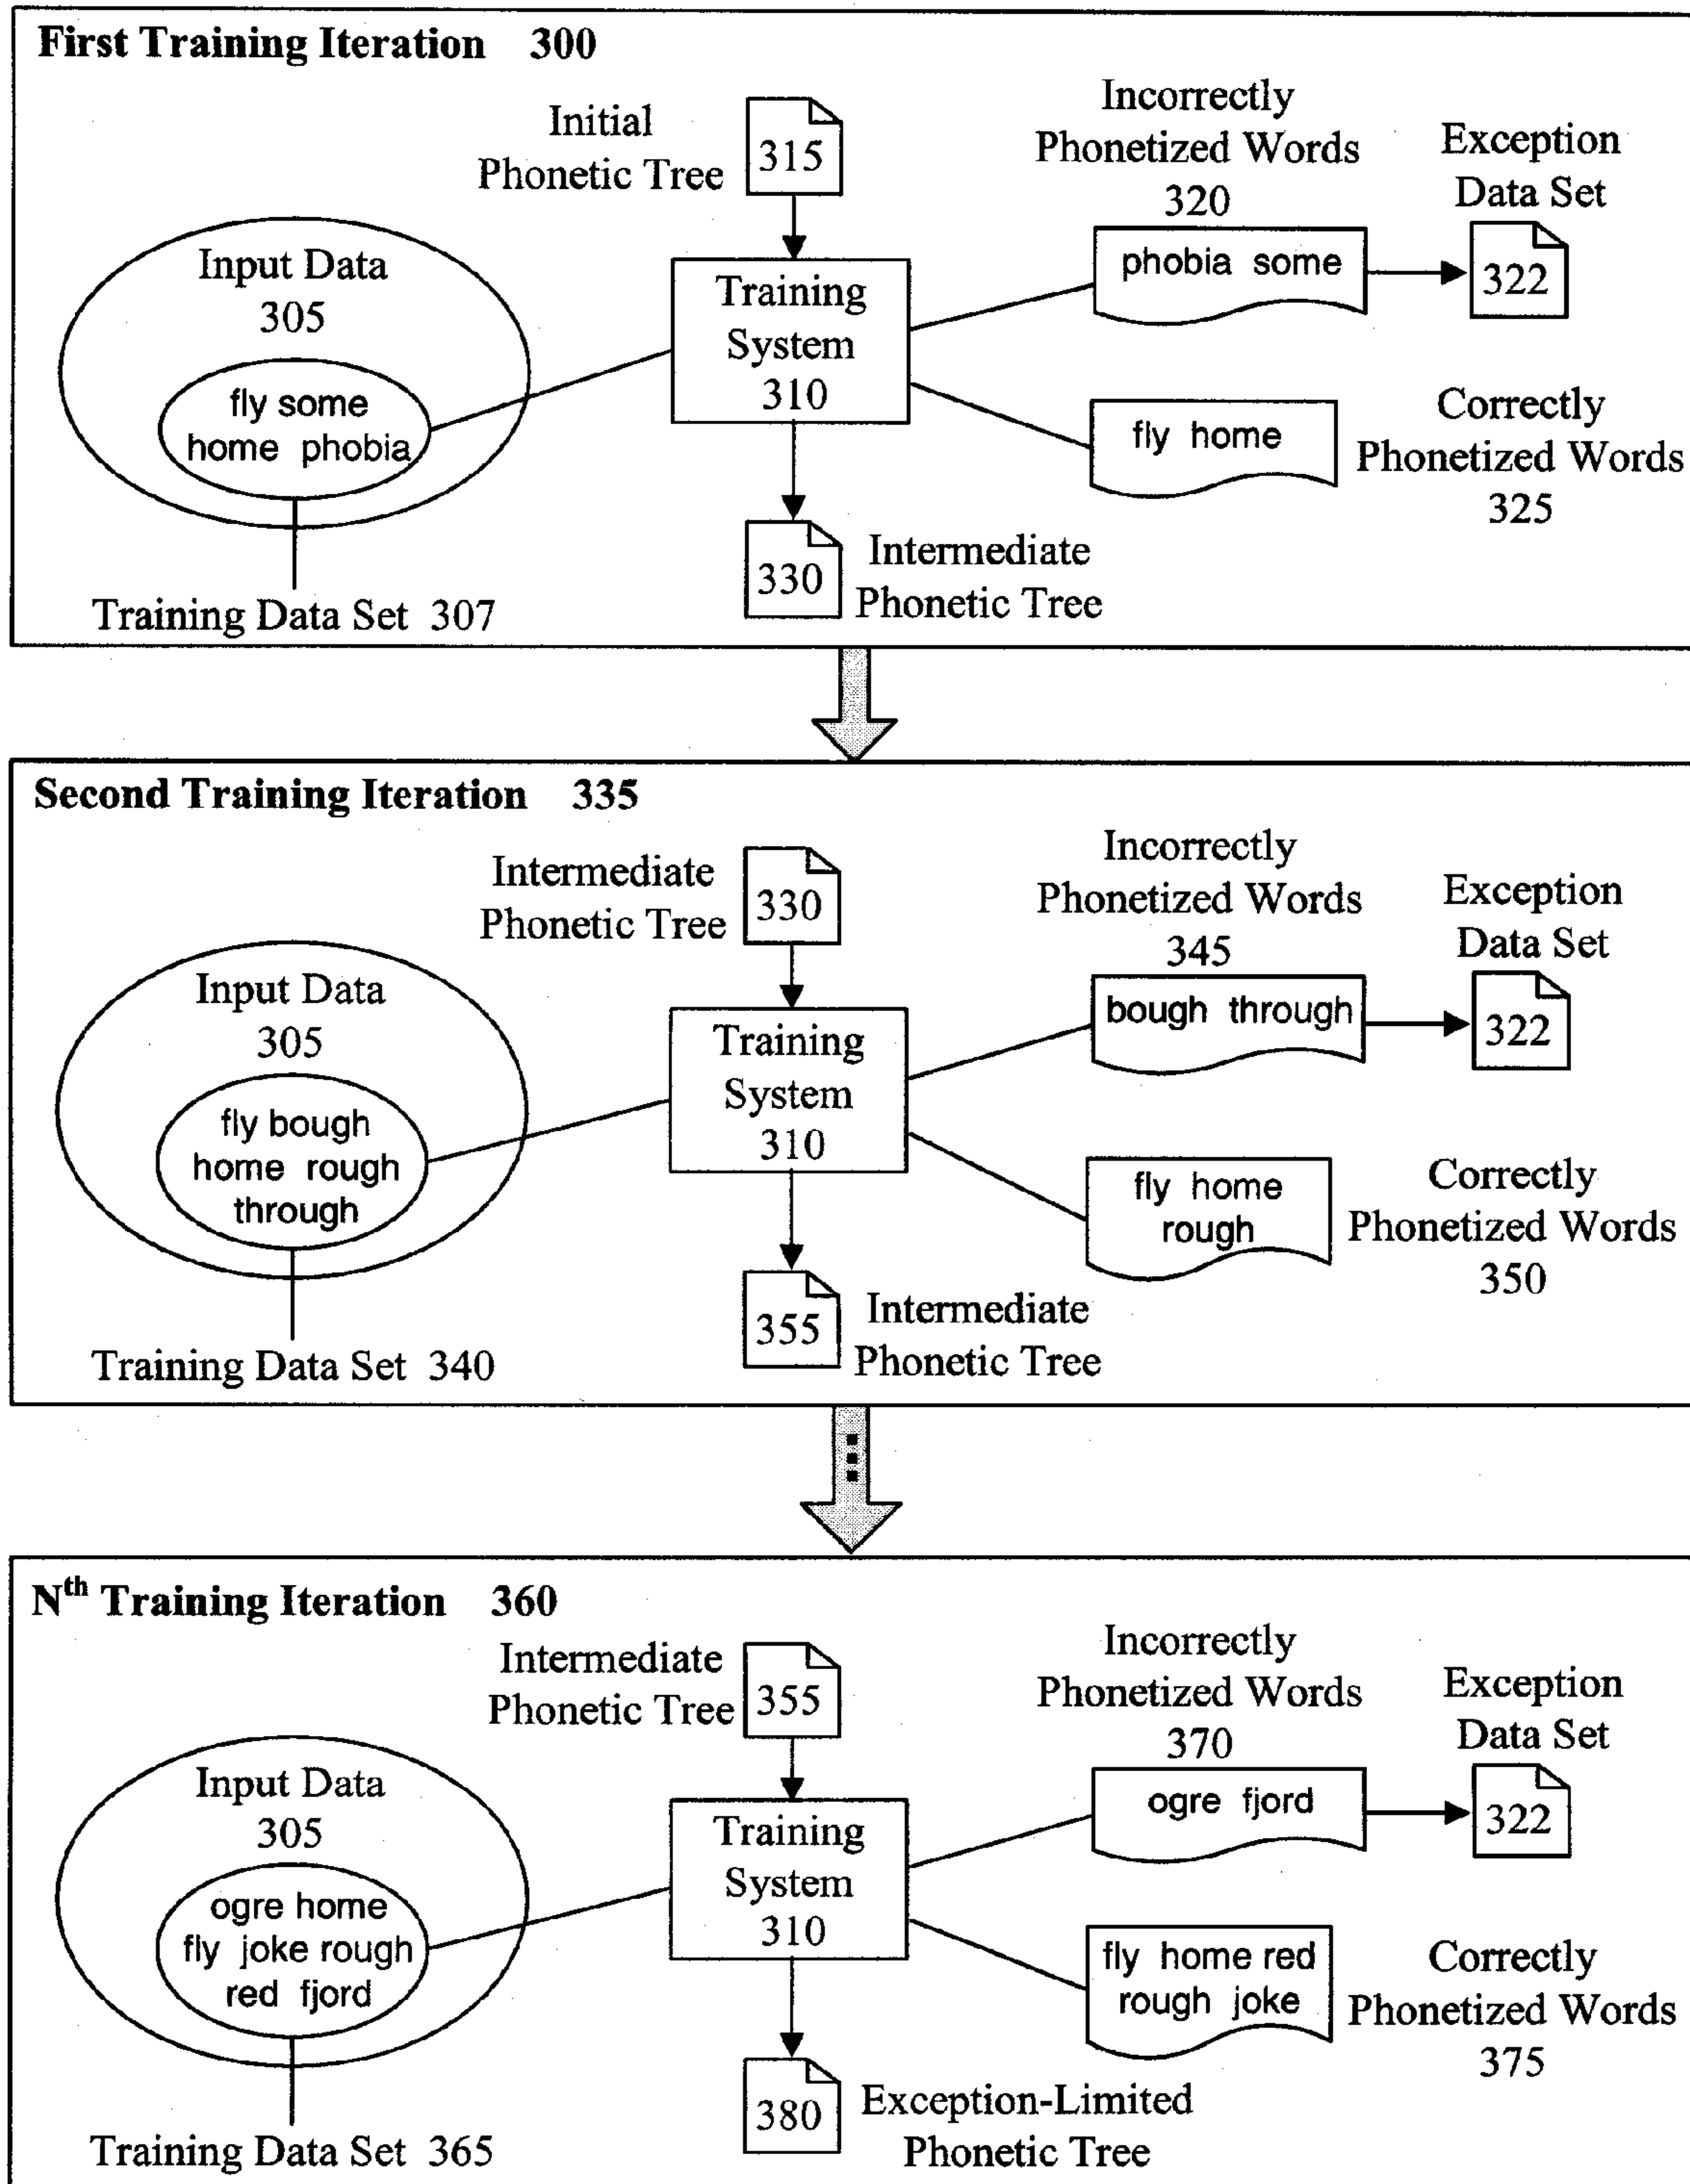 First Training Iteration 300
Initial
Phonetic Tree
315
Incorrectly
Phonetized Words
320
Exception
Data Set
322
phobia some
Input Data
305
fly some
home phobia
Training
System
310
fly home
Correctly
Phonetized Words
325
330
Intermediate
Phonetic Tree
Training Data Set 307
Second Training Iteration 335
Intermediate
Phonetic Tree
330
Incorrectly
Phonetized Words
345
Exception
Data Set
322
bough through
Input Data
305
fly bough
home rough
through
Training
System
310
fly home
rough
Correctly
Phonetized Words
350
355
Intermediate
Phonetic Tree
Training Data Set 340
Nth Training Iteration 360
Intermediate
Phonetic Tree
355
Incorrectly
Phonetized Words
370
Exception
Data Set
322
ogre fjord
Input Data
305
ogre home
fly joke rough
red fjord
Training
System
310
fly home red
rough joke
Correctly
Phonetized Words
375
380
Exception-Limited
Phonetic Tree
Training Data Set 365